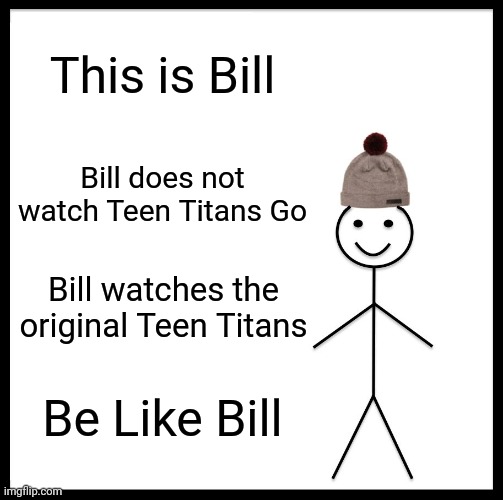 This is Bill
Bill does not
watch Teen Titans Go
Bill watches the
original Teen Titans
Be Like Bill
imgflip.com